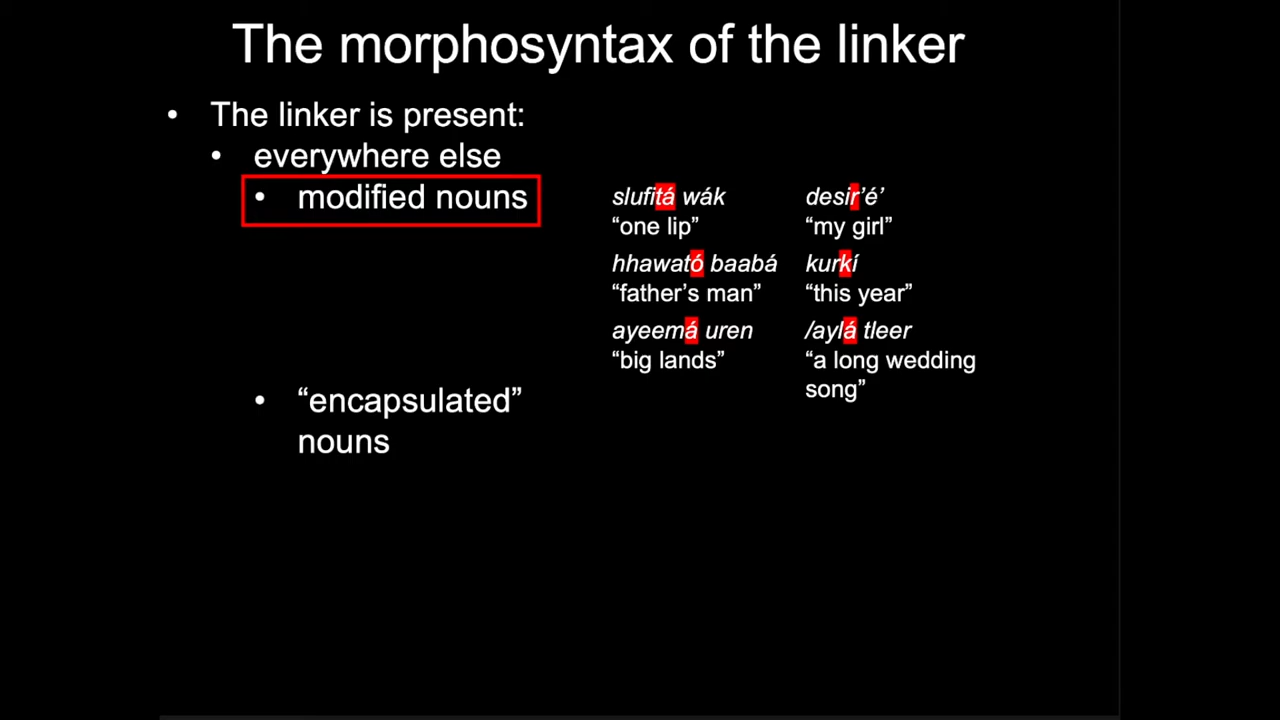 The morphosyntax of the linker
• The linker is present:
• everywhere else
• modified nouns
slufitá wák
"one lip"
hhawató baabá
"father's man"
ayeemá uren
"big lands"
desir'é'
"my girl"
kurkí
"this year"
/aylá tleer
"a long wedding
song"
• "encapsulated"
nouns